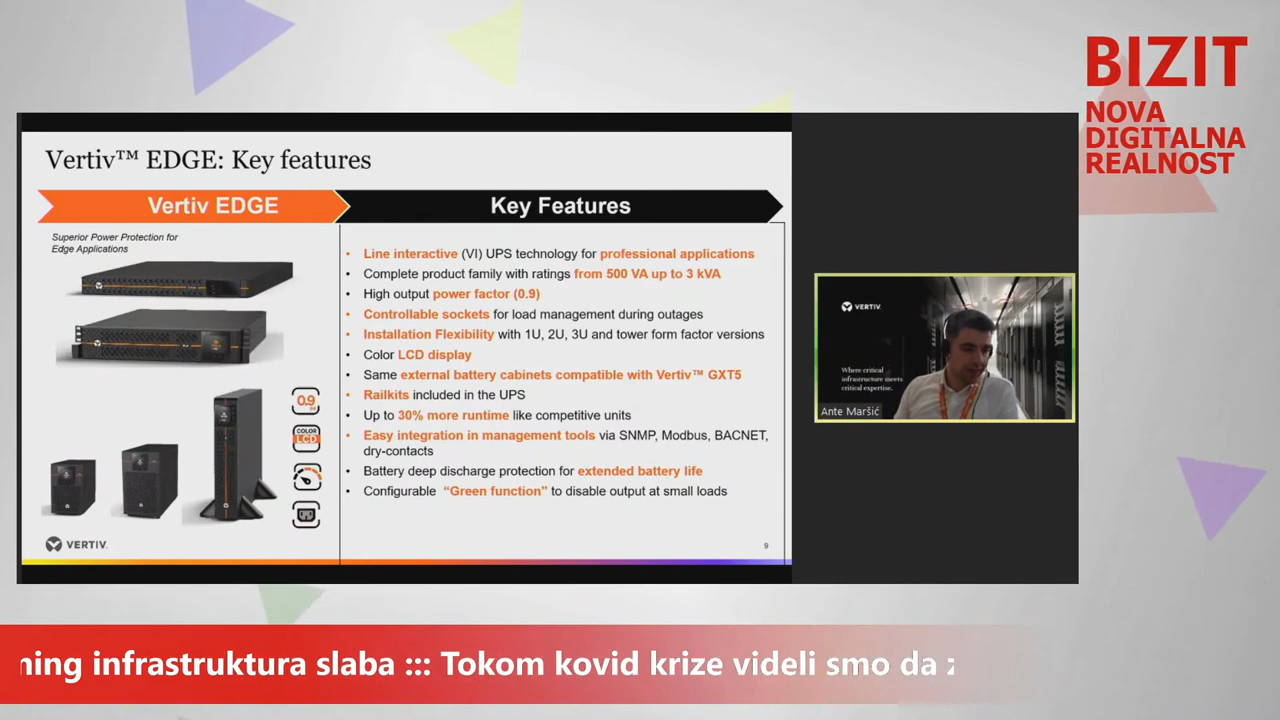 BIZIT
NOVA
DIGITALNA
REALNOST
Vertiv™ EDGE: Key features
Vertiv EDGE
Key Features
Superior Power Protection for
Edge Applications
• Line interactive (VI) UPS technology for professional applications
• Complete product family with ratings from 500 VA up to 3 kVA
• High output power factor (0.9)
• Controllable sockets for load management during outages
• Installation Flexibility with 1U, 2U, 3U and tower form factor versions
• Color LCD display
• Same external battery cabinets compatible with Vertiv™ GXT5
• Railkits included in the UPS
• Up to 30% more runtime like competitive units
• Easy integration in management tools via SNMP, Modbus, BACNET,
dry-contacts
• Battery deep discharge protection for extended battery life
• Configurable “Green function” to disable output at small loads
0.9
COLOR
LCD
VERTIV
9
VERTIV
Where critical
infrastructure meets
critical expertise.
Ante Maršić
ning infrastruktura slaba ::: Tokom kovid krize videli smo da